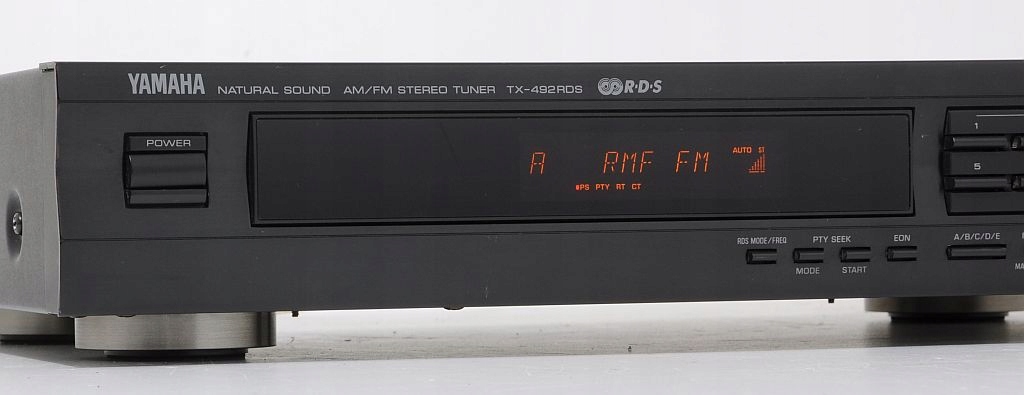 YAMAHA NATURAL SOUND AM/FM STEREO TUNER TX-492RDS R·D·S
POWER
1
5
AUTO ST
A RMF FM
PS PTY RT CT
RDS MODE/FREQ PTY SEEK EON A/B/C/D/E
MODE START